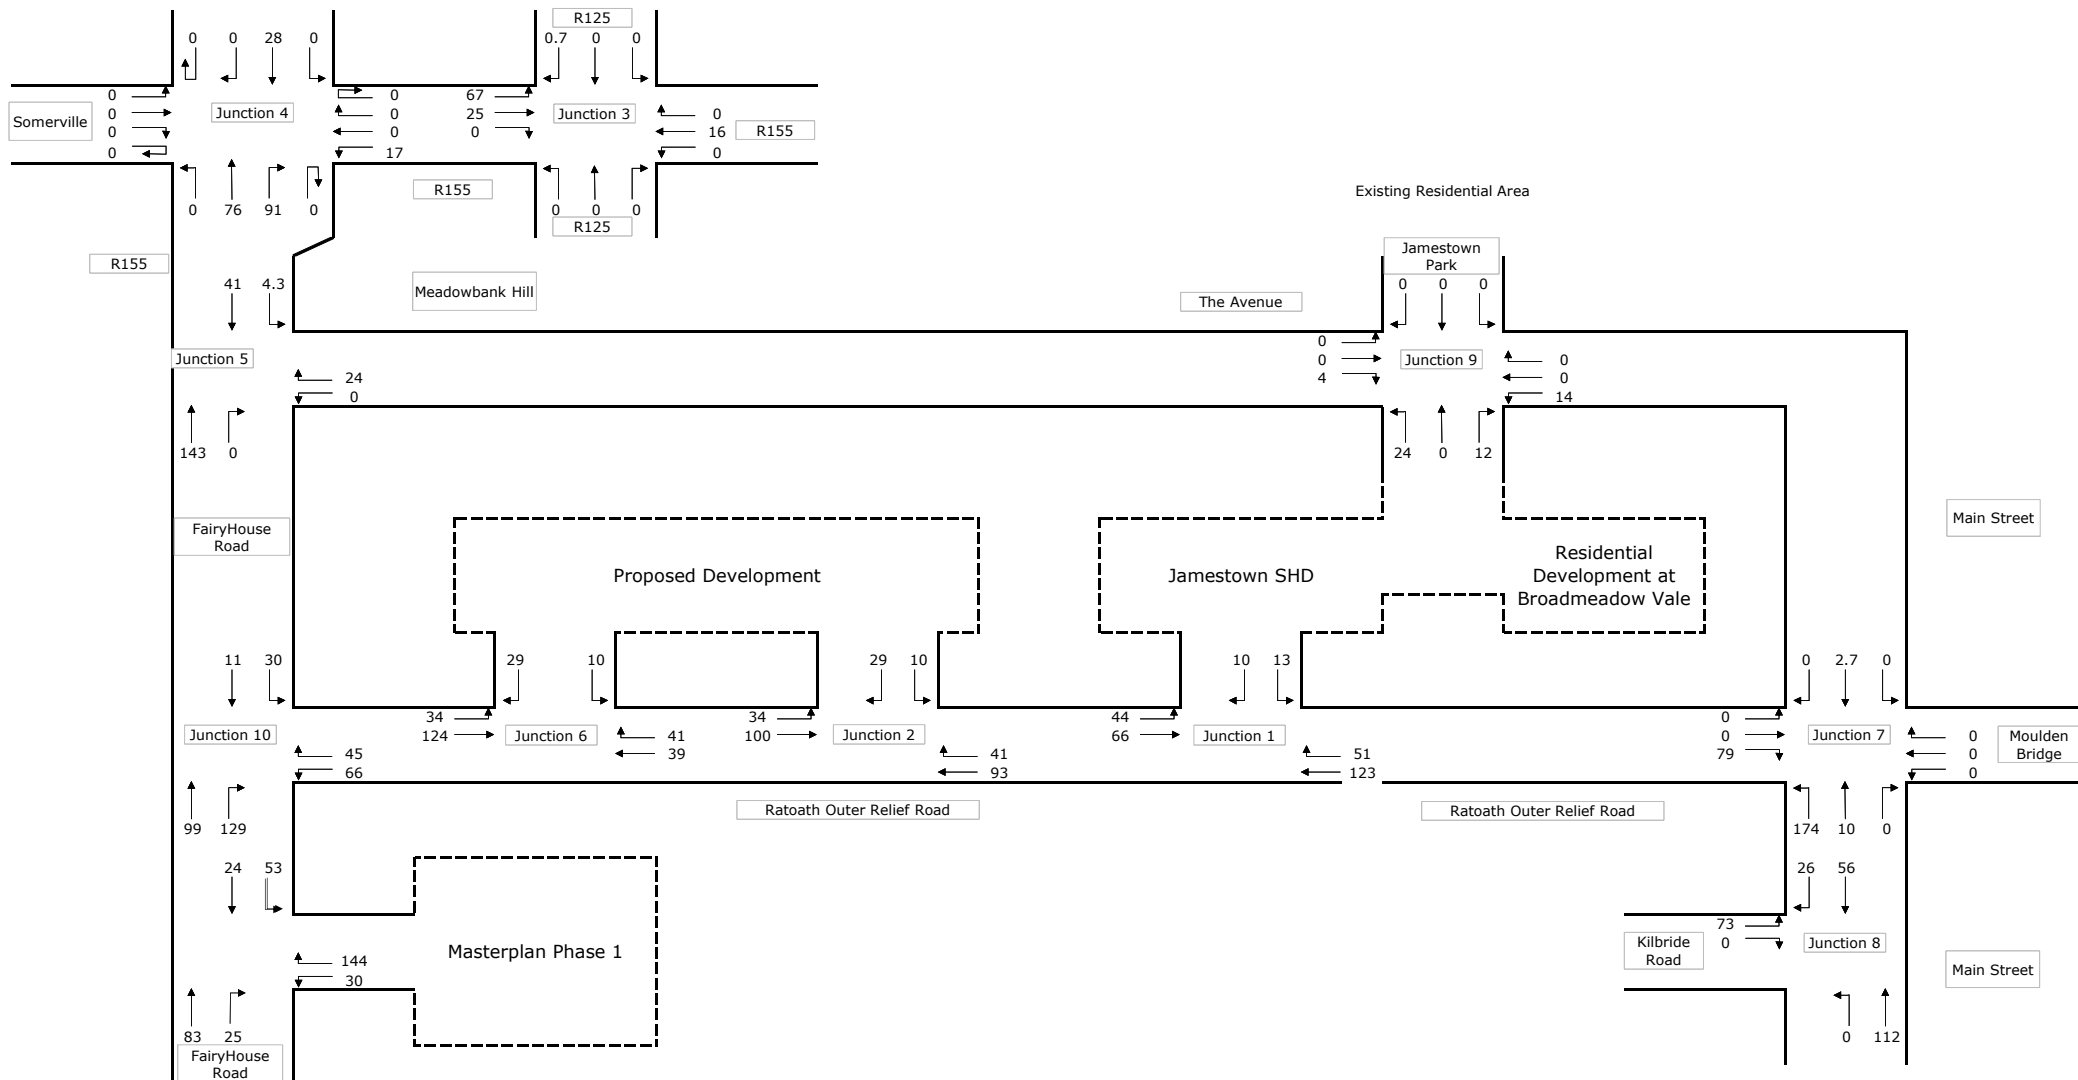 R125
0 0 28 0
0.7 0 0
0
0
0
0
Somerville
Junction 4
0
0
0
17
67
25
0
Junction 3
0
16
0
R155
R155
0 76 91 0
0 0 0
R125
Existing Residential Area
R155
Jamestown
Park
41 4.3
Meadowbank Hill
The Avenue
0 0 0
Junction 5
0
0
4
Junction 9
0
0
14
24
0
143 0
24 0 12
FairyHouse
Road
Main Street
Proposed Development
Jamestown SHD
Residential
Development at
Broadmeadow Vale
11 30
29 10
29 10
10 13
0 2.7 0
Junction 10
45
66
34
124
Junction 6
41
39
34
100
Junction 2
41
93
44
66
Junction 1
51
123
0
0
79
Junction 7
0
0
0
Moulden
Bridge
Ratoath Outer Relief Road
Ratoath Outer Relief Road
99 129
174 10 0
24 53
26 56
Masterplan Phase 1
73
0
Kilbride
Road
Junction 8
Main Street
144
30
83 25
0 112
FairyHouse
Road